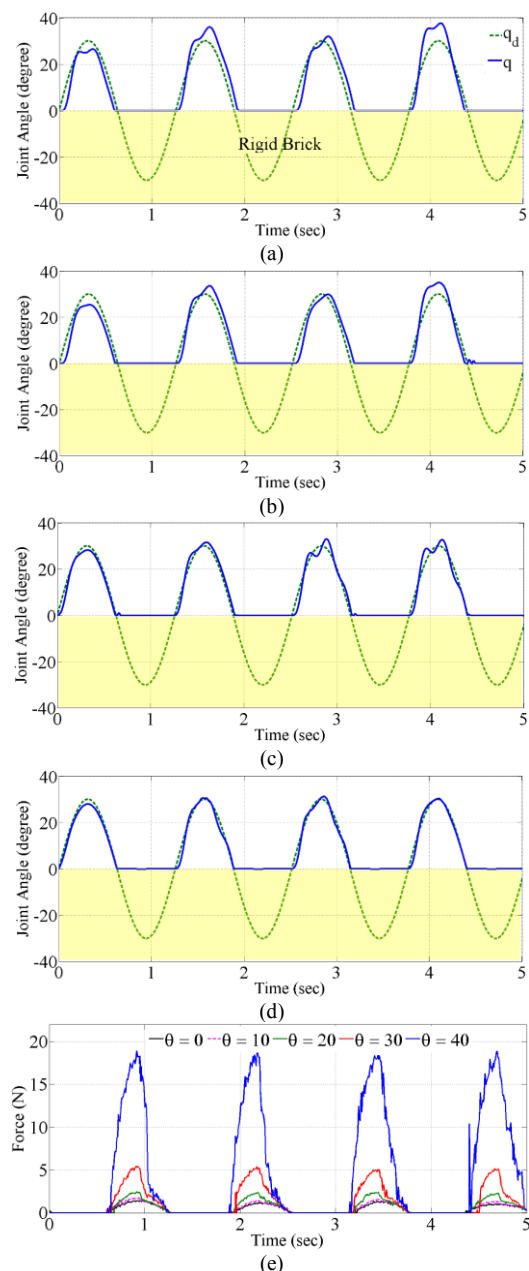 40
20
0
-20
-40
Joint Angle (degree)
q_d
q
Rigid Brick
0 1 2 3 4 5
Time (sec)
(a)
40
20
0
-20
-40
Joint Angle (degree)
0 1 2 3 4 5
Time (sec)
(b)
40
20
0
-20
-40
Joint Angle (degree)
0 1 2 3 4 5
Time (sec)
(c)
40
20
0
-20
-40
Joint Angle (degree)
0 1 2 3 4 5
Time (sec)
(d)
20
15
10
5
0
Force (N)
θ = 0 θ = 10 θ = 20 θ = 30 θ = 40
0 1 2 3 4 5
Time (sec)
(e)